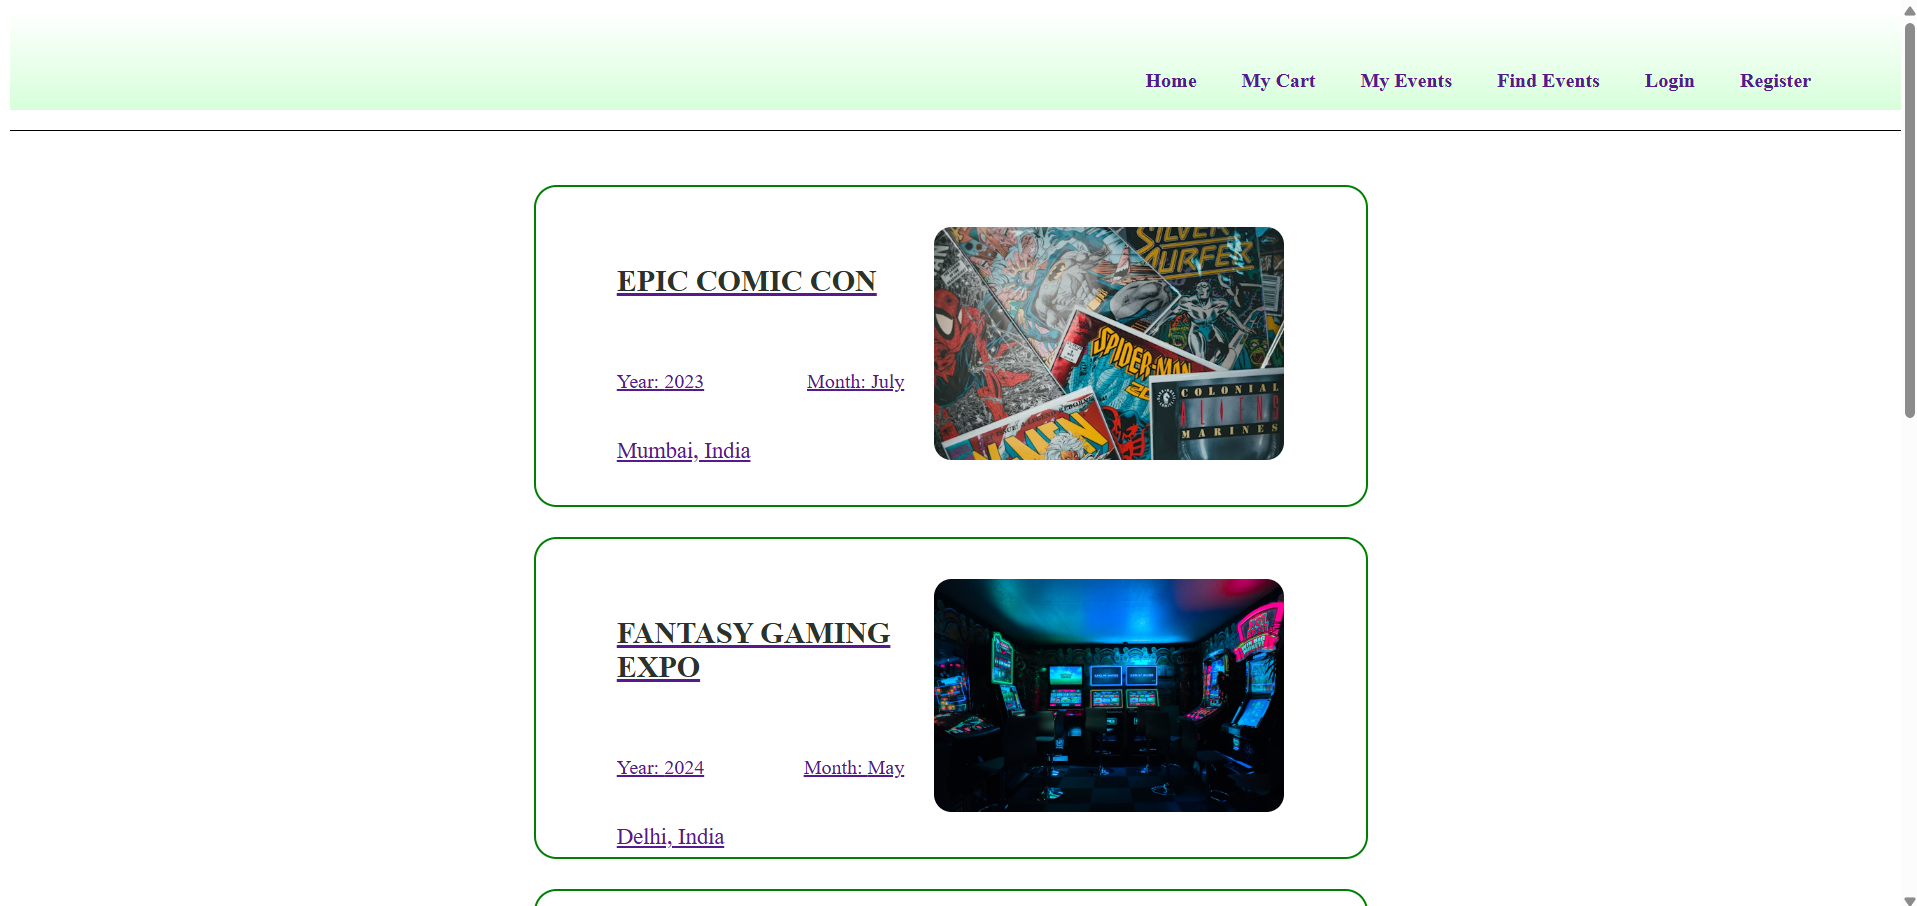 Home My Cart My Events Find Events Login Register
EPIC COMIC CON
Year: 2023 Month: July
Mumbai, India
SILVER
SURFER
SPIDER-MAN
COLONIAL
ALIENS
MARINES
X-MEN
FANTASY GAMING
EXPO
Year: 2024 Month: May
Delhi, India